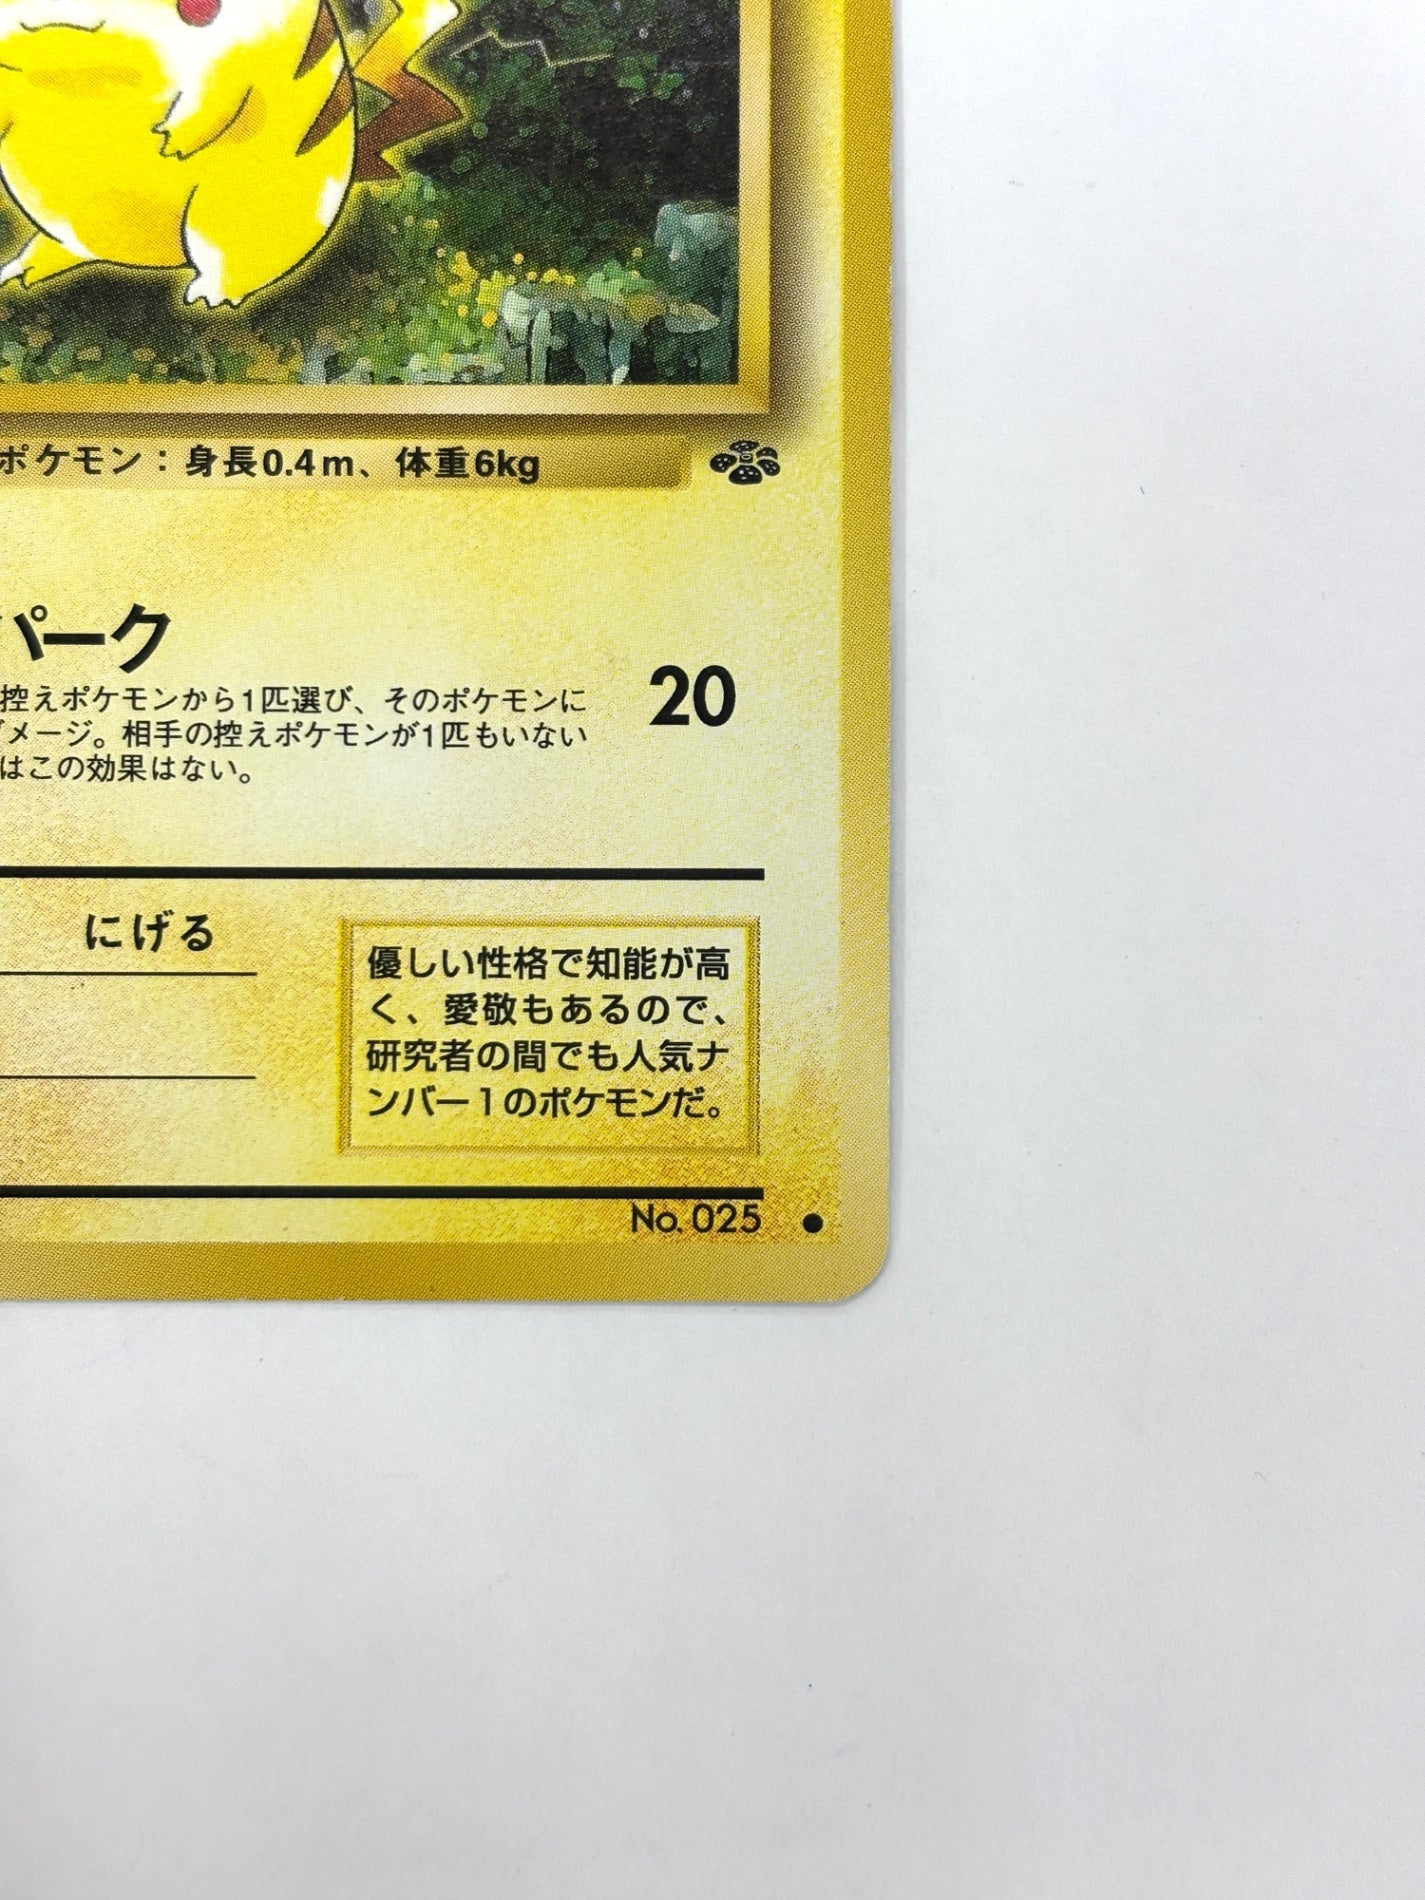 ポケモン：身長0.4m、体重6kg
パーク
20
控えポケモンから1匹選び、そのポケモンに
メージ。相手の控えポケモンが1匹もいない
はこの効果はない。
にげる
優しい性格で知能が高
く、愛敬もあるので、
研究者の間でも人気ナ
ンバー1のポケモンだ。
No. 025